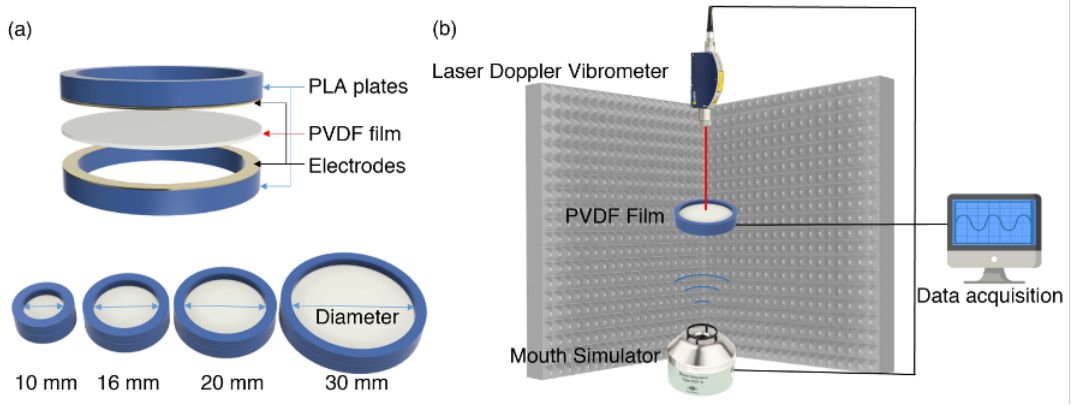 (a)
PLA plates
PVDF film
Electrodes
Diameter
10 mm
16 mm
20 mm
30 mm
(b)
Laser Doppler Vibrometer
PVDF Film
Data acquisition
Mouth Simulator